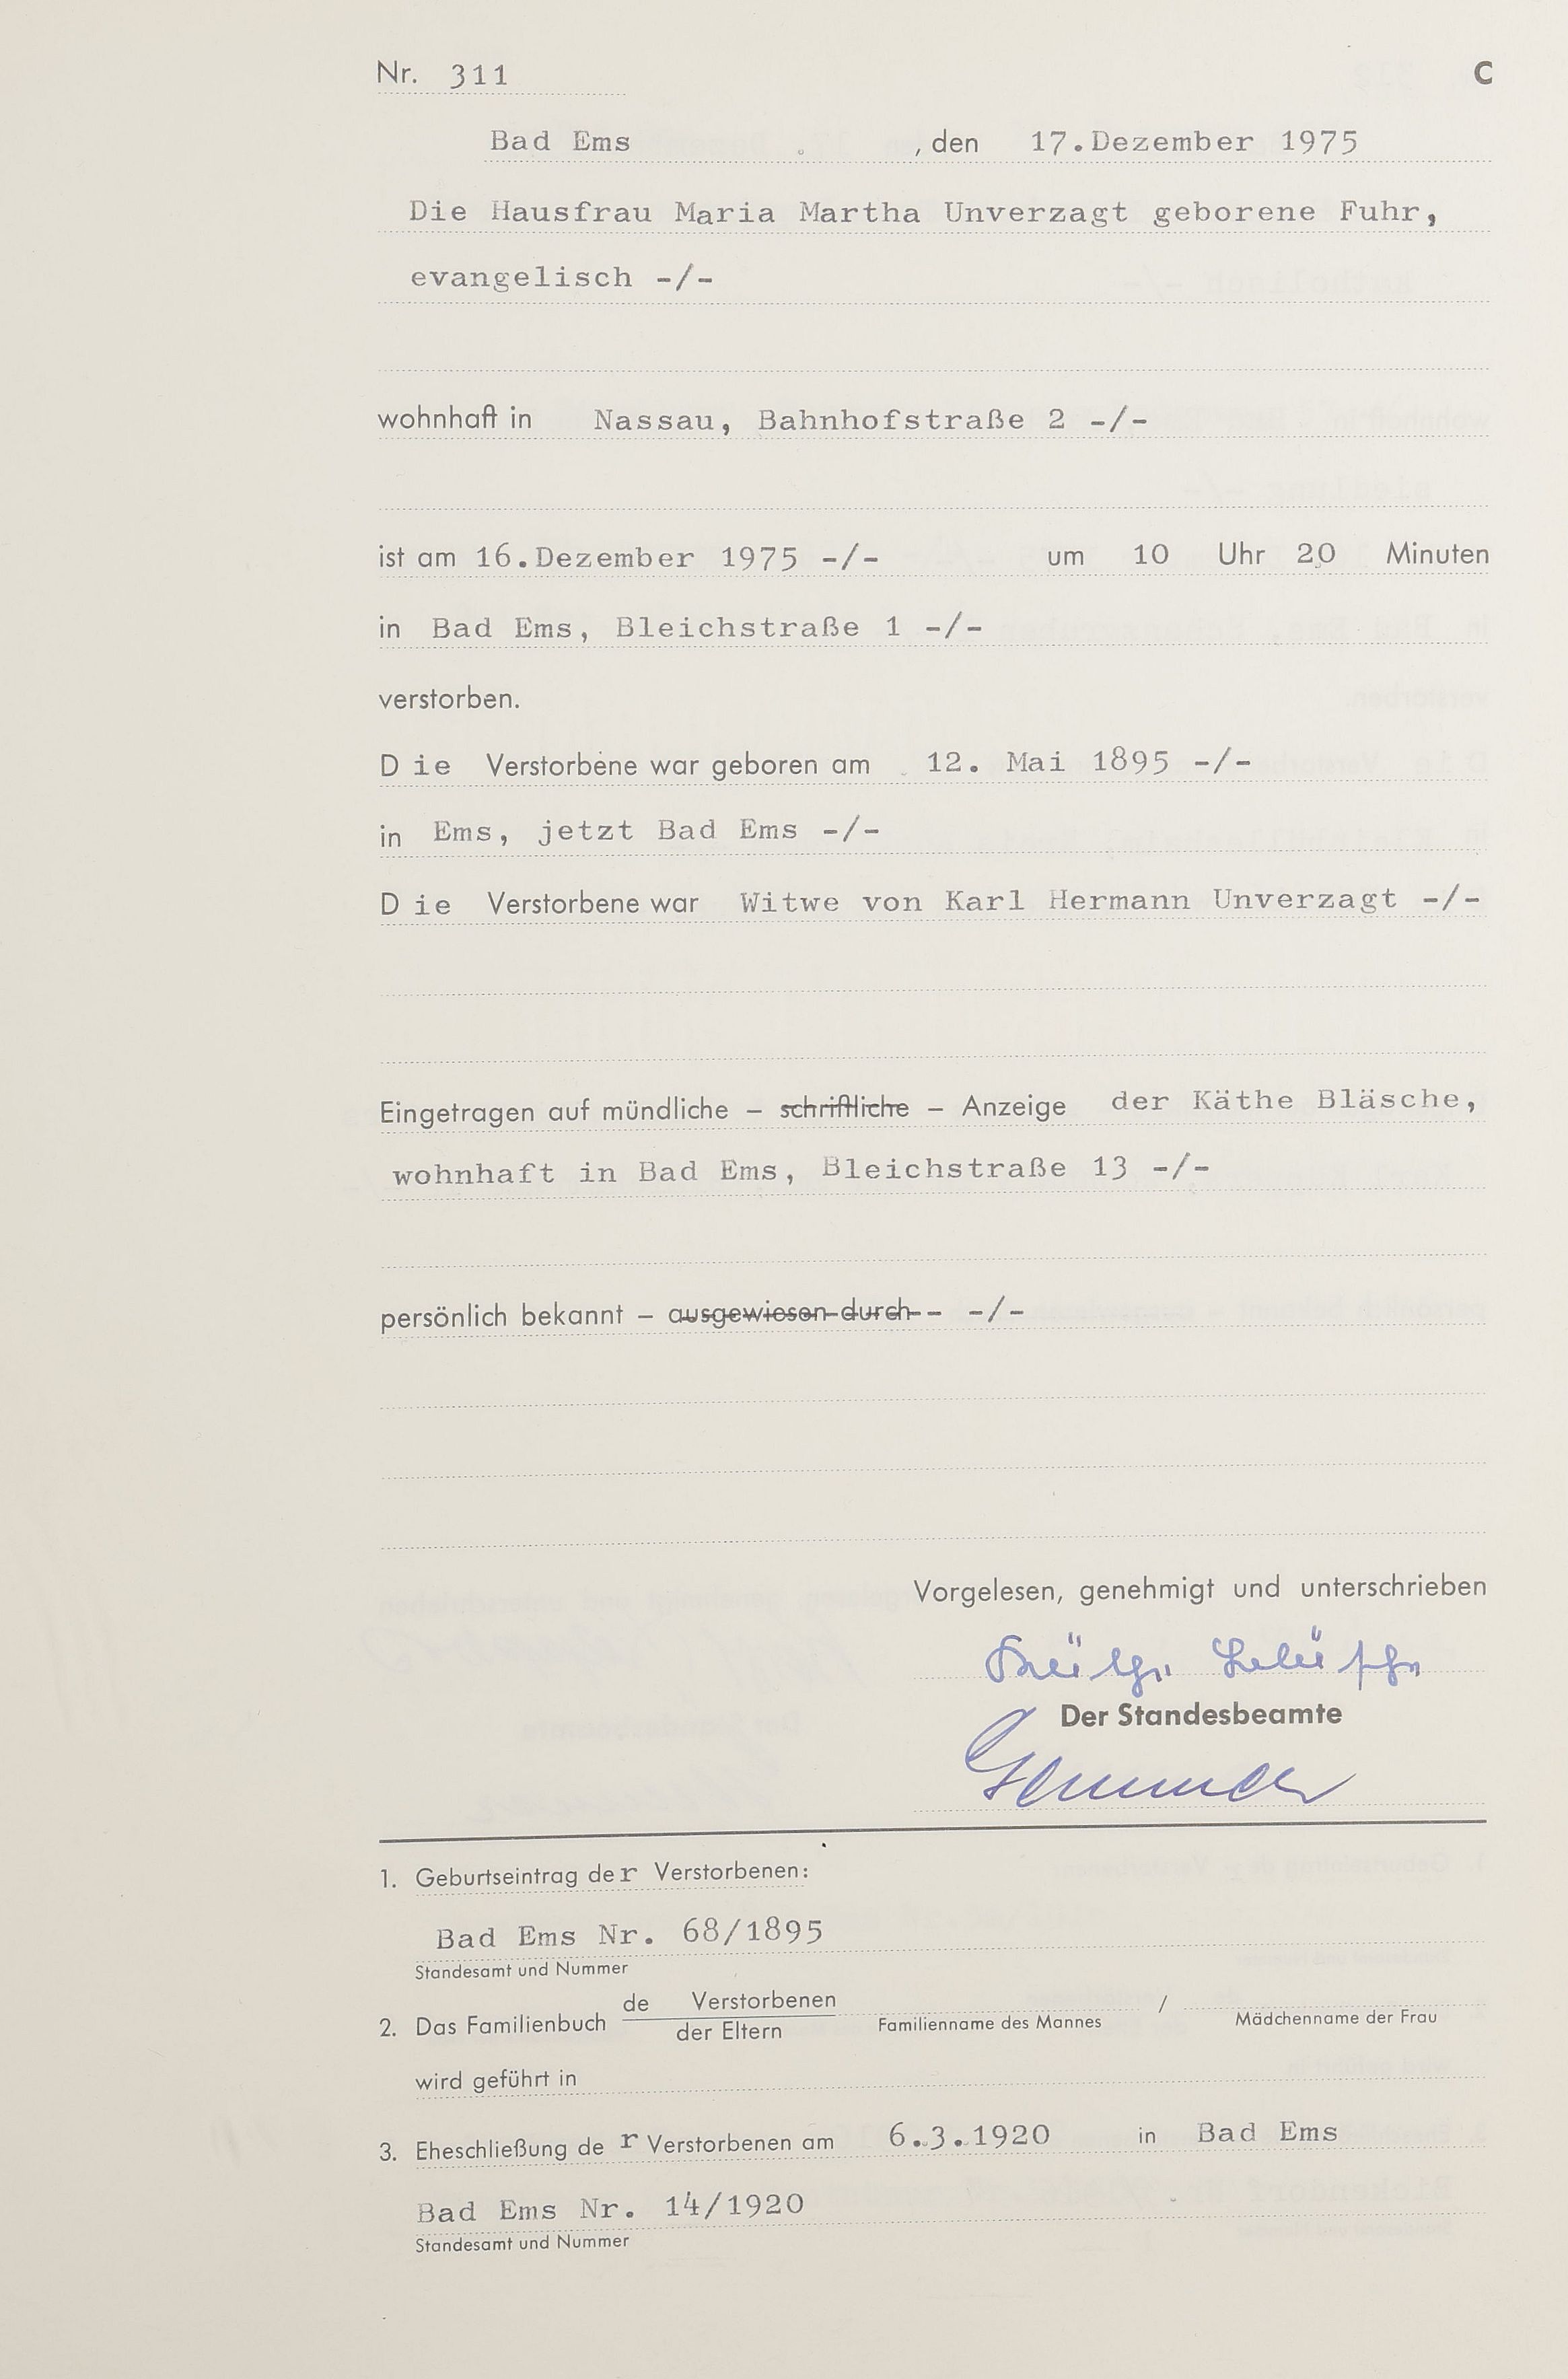 Nr. 311
C
Bad Ems , den 17.Dezember 1975
Die Hausfrau Maria Martha Unverzagt geborene Fuhr,
evangelisch -/-
wohnhaft in Nassau, Bahnhofstraße 2 -/-
ist am 16.Dezember 1975 -/- um 10 Uhr 20 Minuten
in Bad Ems, Bleichstraße 1 -/-
verstorben.
Die Verstorbene war geboren am 12. Mai 1895 -/-
in Ems, jetzt Bad Ems -/-
Die Verstorbene war Witwe von Karl Hermann Unverzagt -/-
Eingetragen auf mündliche – schriftliche – Anzeige der Käthe Bläsche,
wohnhaft in Bad Ems, Bleichstraße 13 -/-
persönlich bekannt – ausgewiesen durch -- -/-
Vorgelesen, genehmigt und unterschrieben
Der Standesbeamte
1. Geburtseintrag der Verstorbenen:
Bad Ems Nr. 68/1895
Standesamt und Nummer
2. Das Familienbuch de Verstorbenen
der Eltern
/
Familienname des Mannes Mädchenname der Frau
wird geführt in
3. Eheschließung der Verstorbenen am 6.3.1920 in Bad Ems
Bad Ems Nr. 14/1920
Standesamt und Nummer